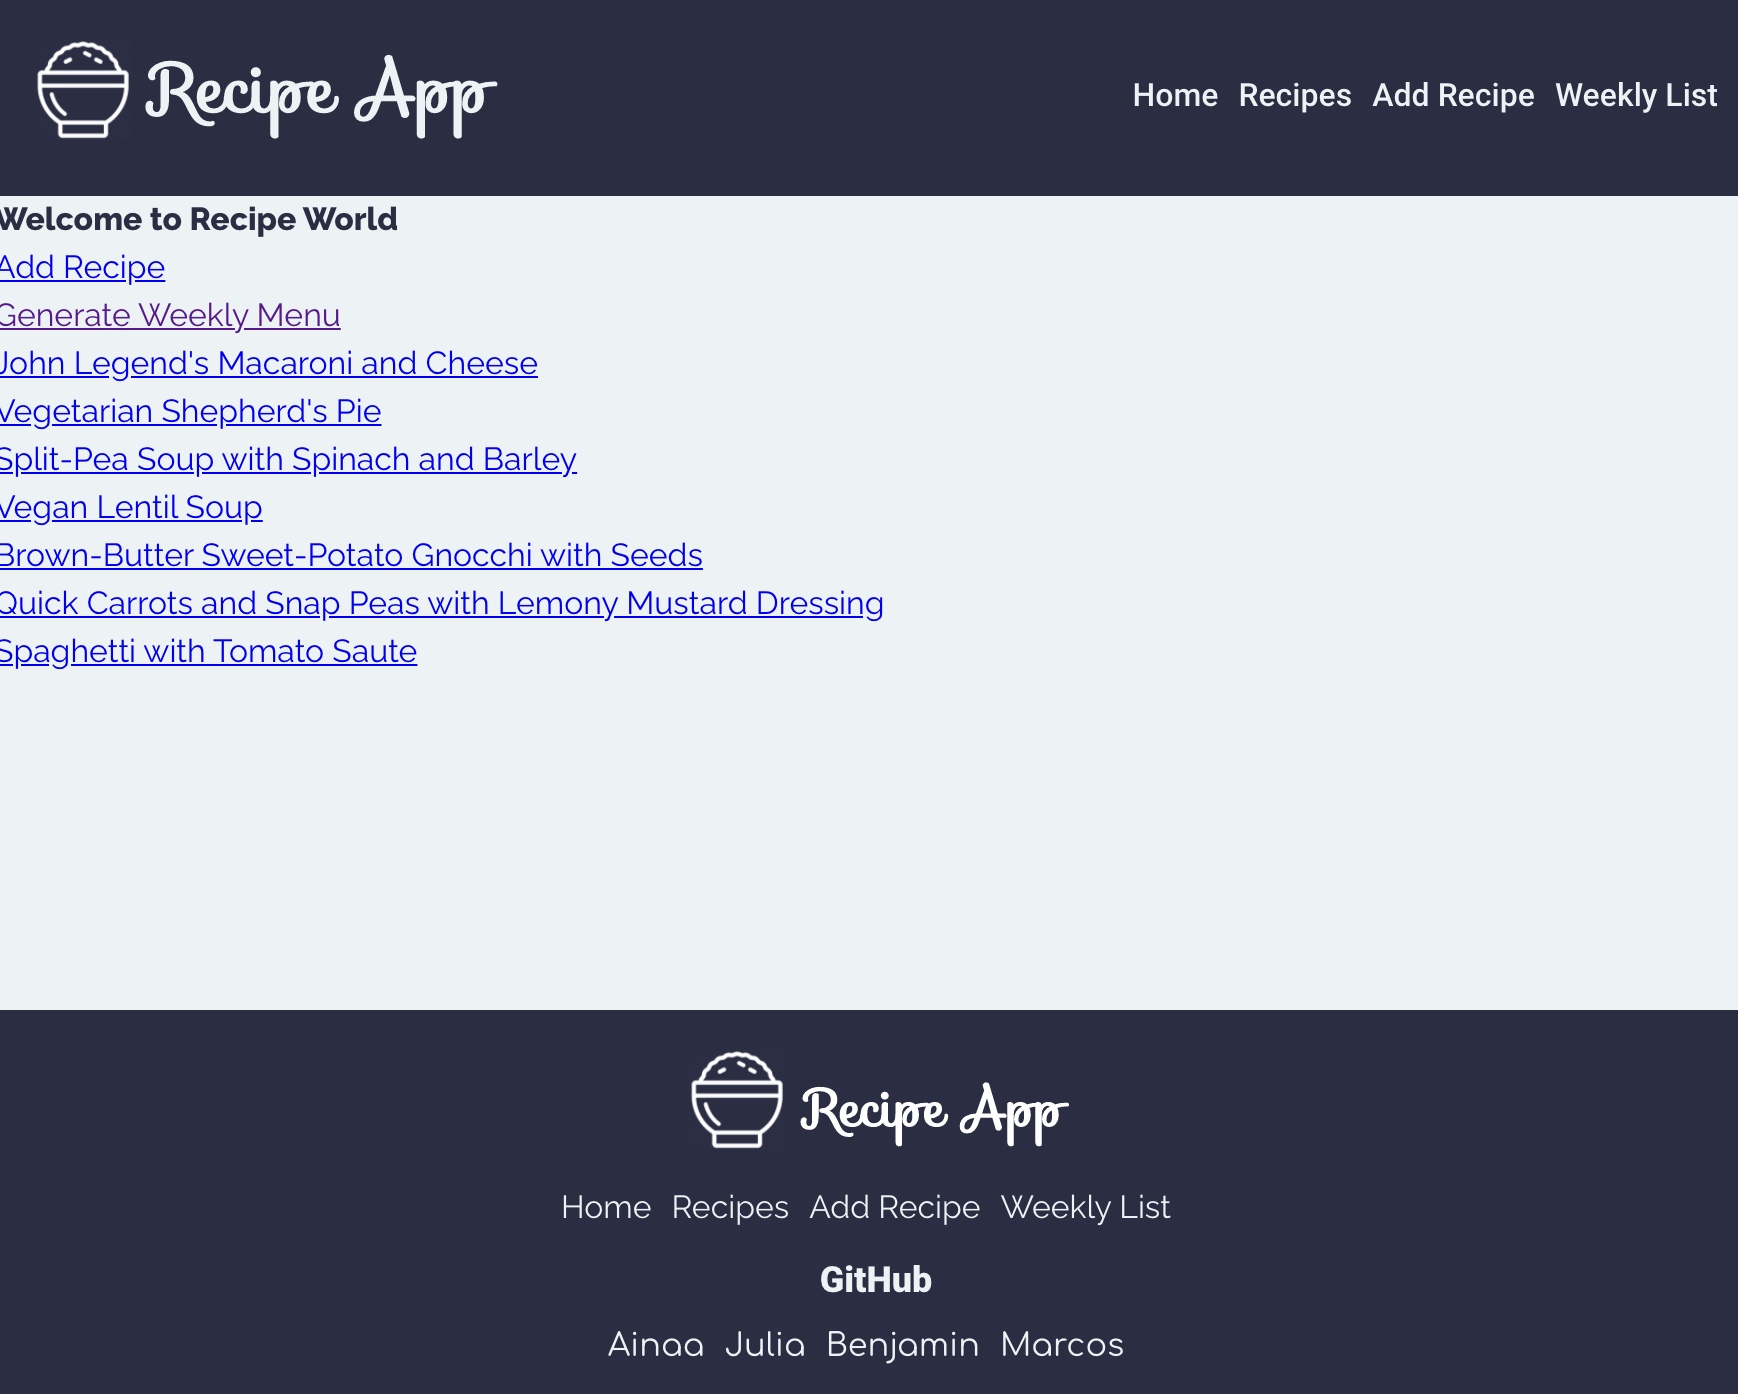 Recipe App
Home Recipes Add Recipe Weekly List
Welcome to Recipe World
Add Recipe
Generate Weekly Menu
John Legend's Macaroni and Cheese
Vegetarian Shepherd's Pie
Split-Pea Soup with Spinach and Barley
Vegan Lentil Soup
Brown-Butter Sweet-Potato Gnocchi with Seeds
Quick Carrots and Snap Peas with Lemony Mustard Dressing
Spaghetti with Tomato Saute
Recipe App
Home Recipes Add Recipe Weekly List
GitHub
Ainaa Julia Benjamin Marcos